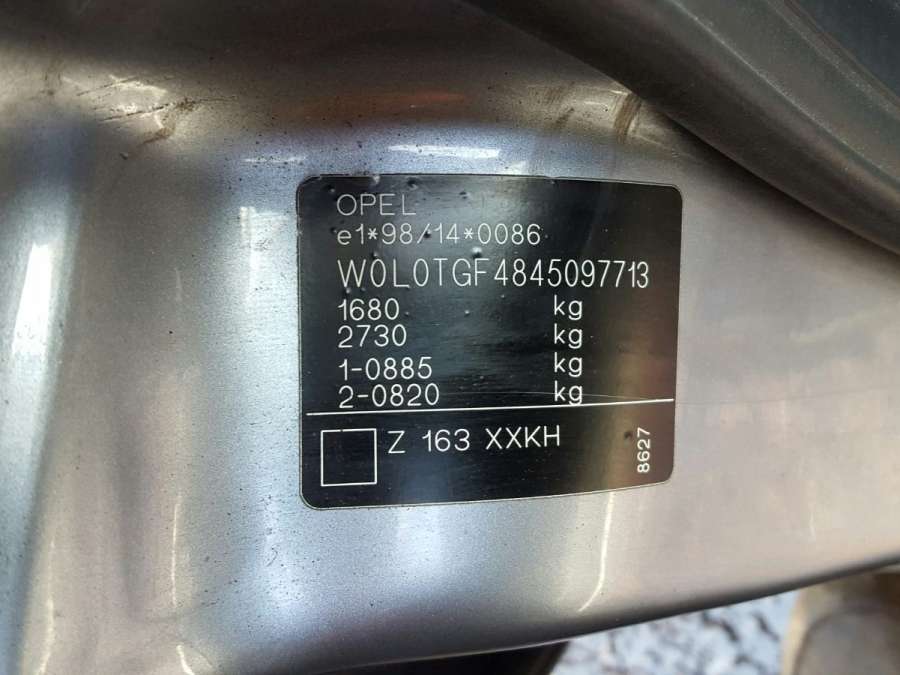 OPEL
e1*98/14*0086
W0L0TGF4845097713
1680 kg
2730 kg
1-0885 kg
2-0820 kg
Z 163 XXKH
8627